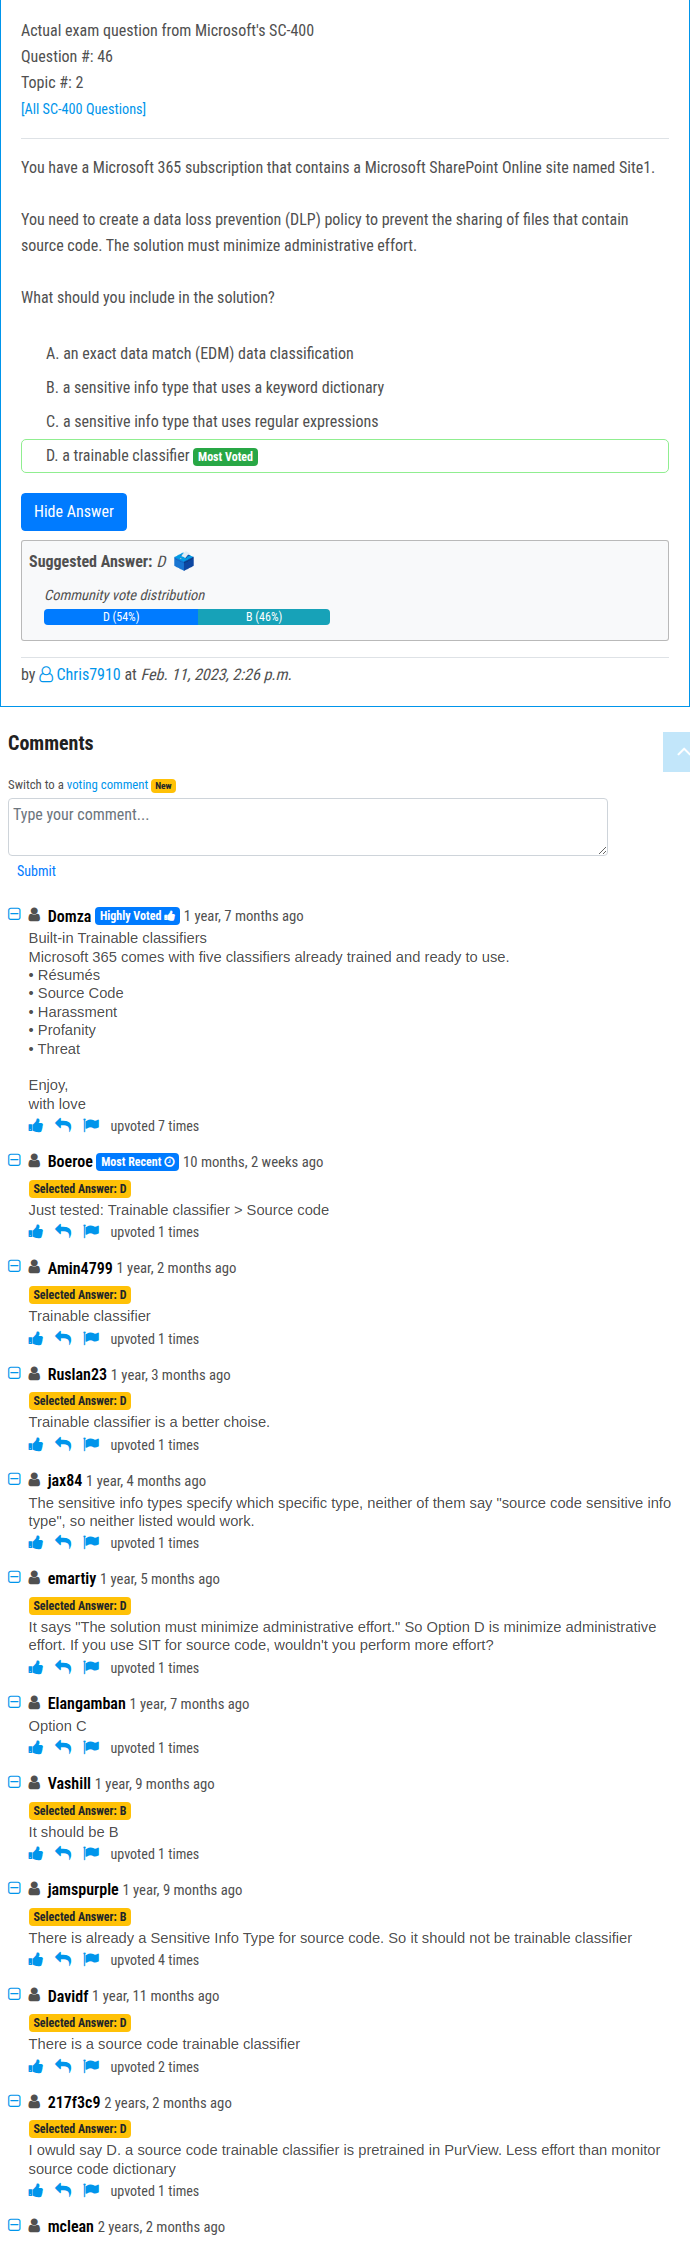 Actual exam question from Microsoft's SC-400
Question #: 46
Topic #: 2
[All SC-400 Questions]
You have a Microsoft 365 subscription that contains a Microsoft SharePoint Online site named Site1.
You need to create a data loss prevention (DLP) policy to prevent the sharing of files that contain
source code. The solution must minimize administrative effort.
What should you include in the solution?
A. an exact data match (EDM) data classification
B. a sensitive info type that uses a keyword dictionary
C. a sensitive info type that uses regular expressions
D. a trainable classifier Most Voted
Hide Answer
Suggested Answer: D
Community vote distribution
D (54%) B (46%)
by Chris7910 at Feb. 11, 2023, 2:26 p.m.
Comments
Switch to a voting comment New
Type your comment...
Submit
Domza Highly Voted 1 year, 7 months ago
Built-in Trainable classifiers
Microsoft 365 comes with five classifiers already trained and ready to use.
• Résumés
• Source Code
• Harassment
• Profanity
• Threat
Enjoy,
with love
upvoted 7 times
Boeroe Most Recent 10 months, 2 weeks ago
Selected Answer: D
Just tested: Trainable classifier > Source code
upvoted 1 times
Amin4799 1 year, 2 months ago
Selected Answer: D
Trainable classifier
upvoted 1 times
Ruslan23 1 year, 3 months ago
Selected Answer: D
Trainable classifier is a better choise.
upvoted 1 times
jax84 1 year, 4 months ago
The sensitive info types specify which specific type, neither of them say "source code sensitive info
type", so neither listed would work.
upvoted 1 times
emartiy 1 year, 5 months ago
Selected Answer: D
It says "The solution must minimize administrative effort." So Option D is minimize administrative
effort. If you use SIT for source code, wouldn't you perform more effort?
upvoted 1 times
Elangamban 1 year, 7 months ago
Option C
upvoted 1 times
Vashill 1 year, 9 months ago
Selected Answer: B
It should be B
upvoted 1 times
jamspurple 1 year, 9 months ago
Selected Answer: B
There is already a Sensitive Info Type for source code. So it should not be trainable classifier
upvoted 4 times
Davidf 1 year, 11 months ago
Selected Answer: D
There is a source code trainable classifier
upvoted 2 times
217f3c9 2 years, 2 months ago
Selected Answer: D
I owuld say D. a source code trainable classifier is pretrained in PurView. Less effort than monitor
source code dictionary
upvoted 1 times
mclean 2 years, 2 months ago